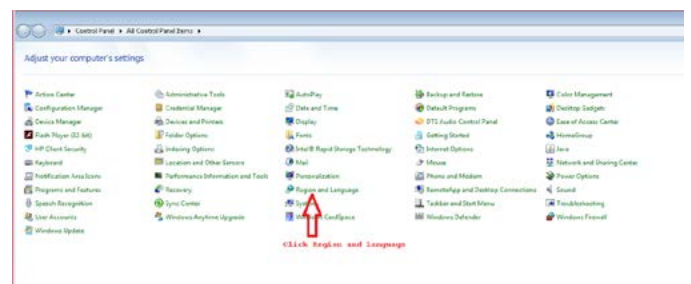 Control Panel ▸ All Control Panel Items ▸
Adjust your computer's settings
Action Center
Administrative Tools
AutoPlay
Backup and Restore
Color Management
Configuration Manager
Credential Manager
Date and Time
Default Programs
Desktop Gadgets
Device Manager
Devices and Printers
Display
DTS Audio Control Panel
Ease of Access Center
Flash Player (32-bit)
Folder Options
Fonts
Getting Started
HomeGroup
HP Client Security
Indexing Options
Intel® Rapid Storage Technology
Internet Options
Java
Keyboard
Location and Other Sensors
Mail
Mouse
Network and Sharing Center
Notification Area Icons
Performance Information and Tools
Personalization
Phone and Modem
Power Options
Programs and Features
Recovery
Region and Language
RemoteApp and Desktop Connections
Sound
Speech Recognition
Sync Center
Taskbar and Start Menu
Troubleshooting
User Accounts
Windows Anytime Upgrade
CardSpace
Windows Defender
Windows Firewall
Windows Update
Click Region and Language